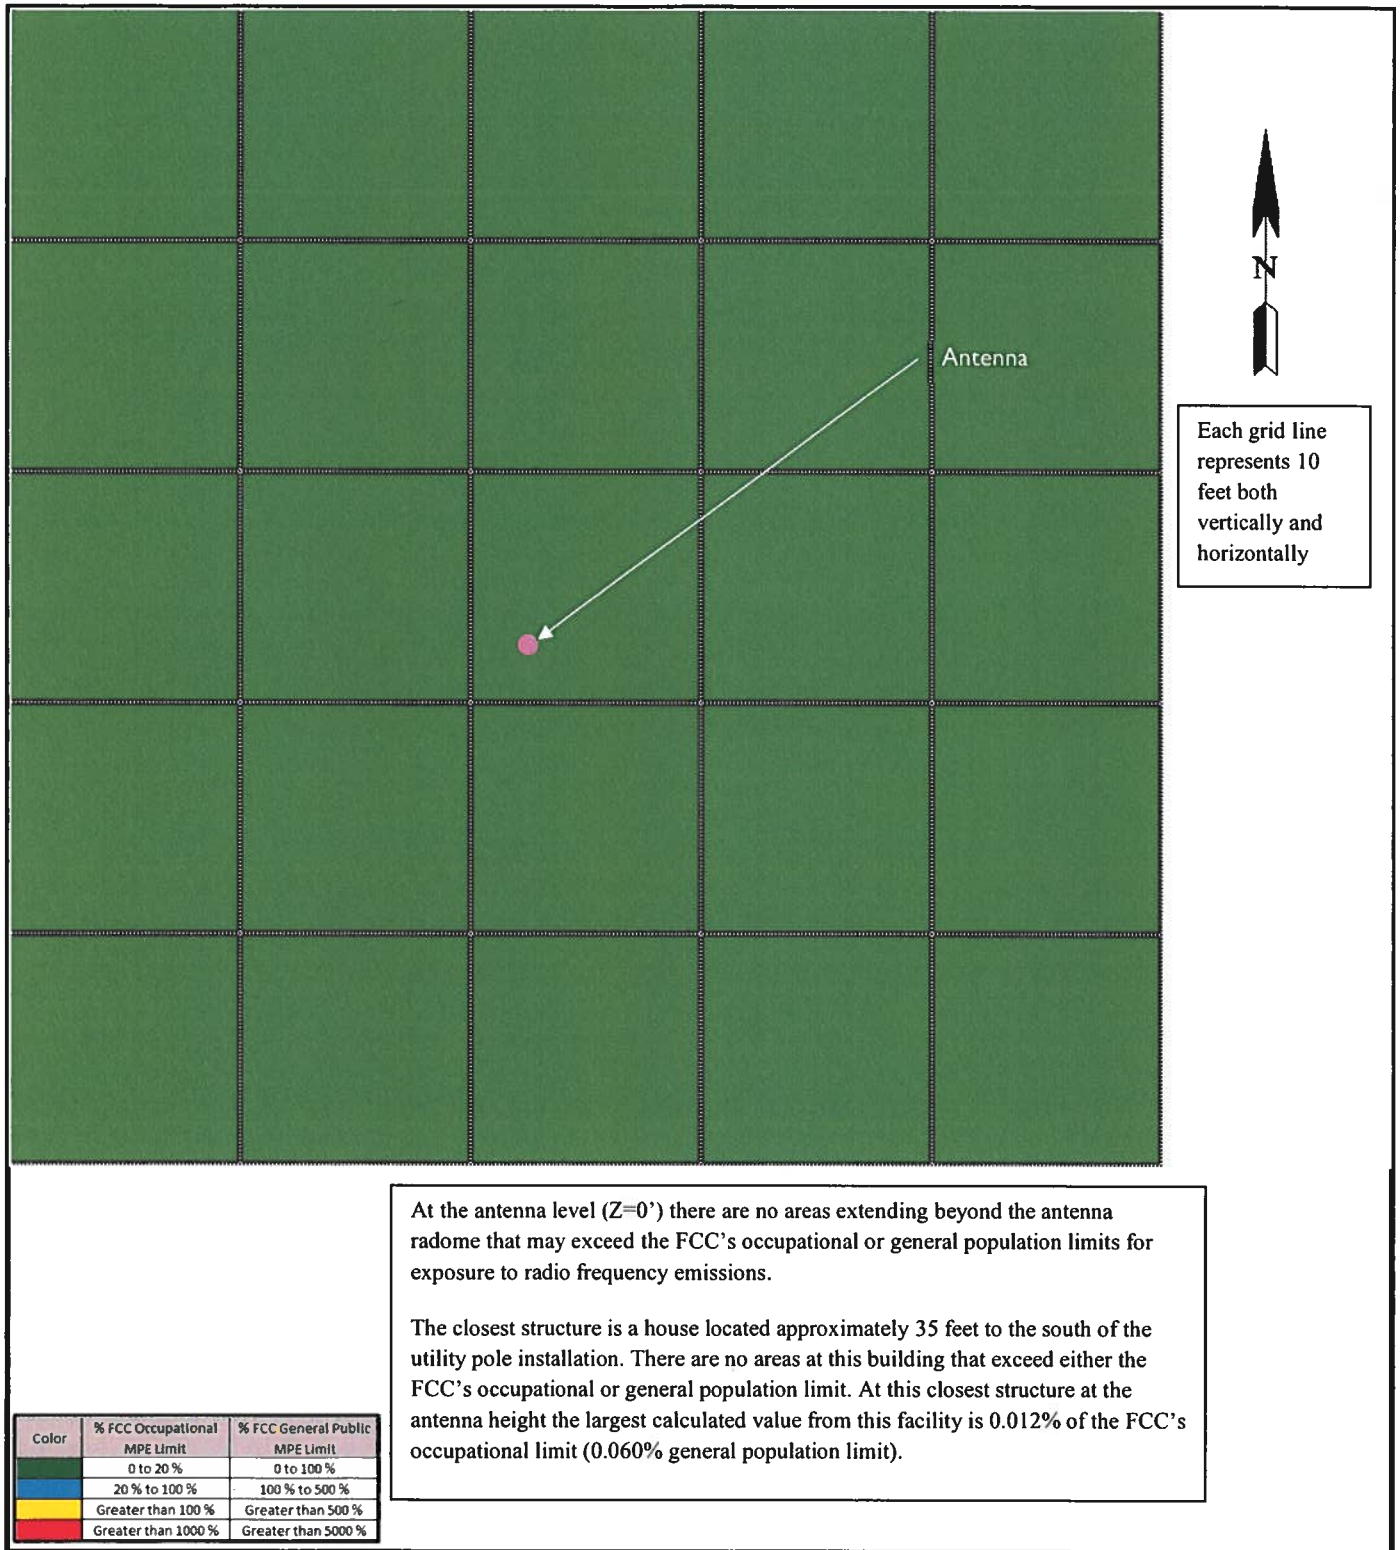 N
Antenna
Each grid line
represents 10
feet both
vertically and
horizontally
At the antenna level (Z=0’) there are no areas extending beyond the antenna
radome that may exceed the FCC’s occupational or general population limits for
exposure to radio frequency emissions.
The closest structure is a house located approximately 35 feet to the south of the
utility pole installation. There are no areas at this building that exceed either the
FCC’s occupational or general population limit. At this closest structure at the
antenna height the largest calculated value from this facility is 0.012% of the FCC’s
occupational limit (0.060% general population limit).
Color % FCC Occupational MPE Limit % FCC General Public MPE Limit
0 to 20 % 0 to 100 %
20 % to 100 % 100 % to 500 %
Greater than 100 % Greater than 500 %
Greater than 1000 % Greater than 5000 %